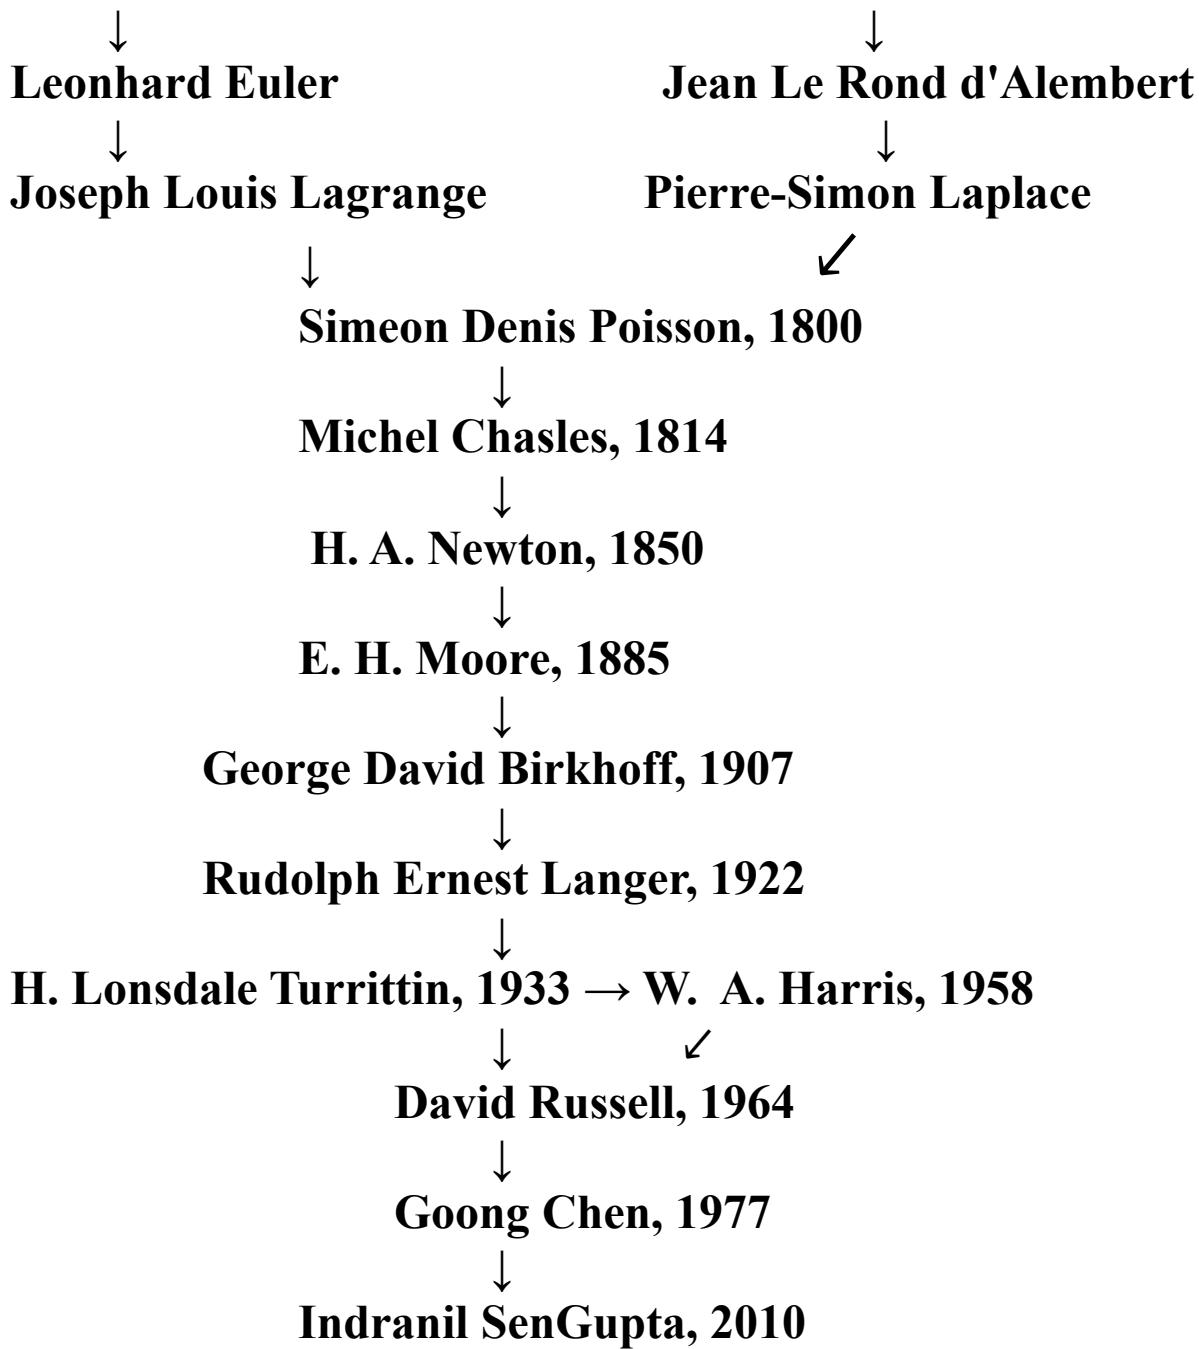 ↓ ↓
Leonhard Euler Jean Le Rond d'Alembert
↓ ↓
Joseph Louis Lagrange Pierre-Simon Laplace
↓ ↙
Simeon Denis Poisson, 1800
↓
Michel Chasles, 1814
↓
H. A. Newton, 1850
↓
E. H. Moore, 1885
↓
George David Birkhoff, 1907
↓
Rudolph Ernest Langer, 1922
↓
H. Lonsdale Turrittin, 1933 → W. A. Harris, 1958
↓ ↙
David Russell, 1964
↓
Goong Chen, 1977
↓
Indranil SenGupta, 2010